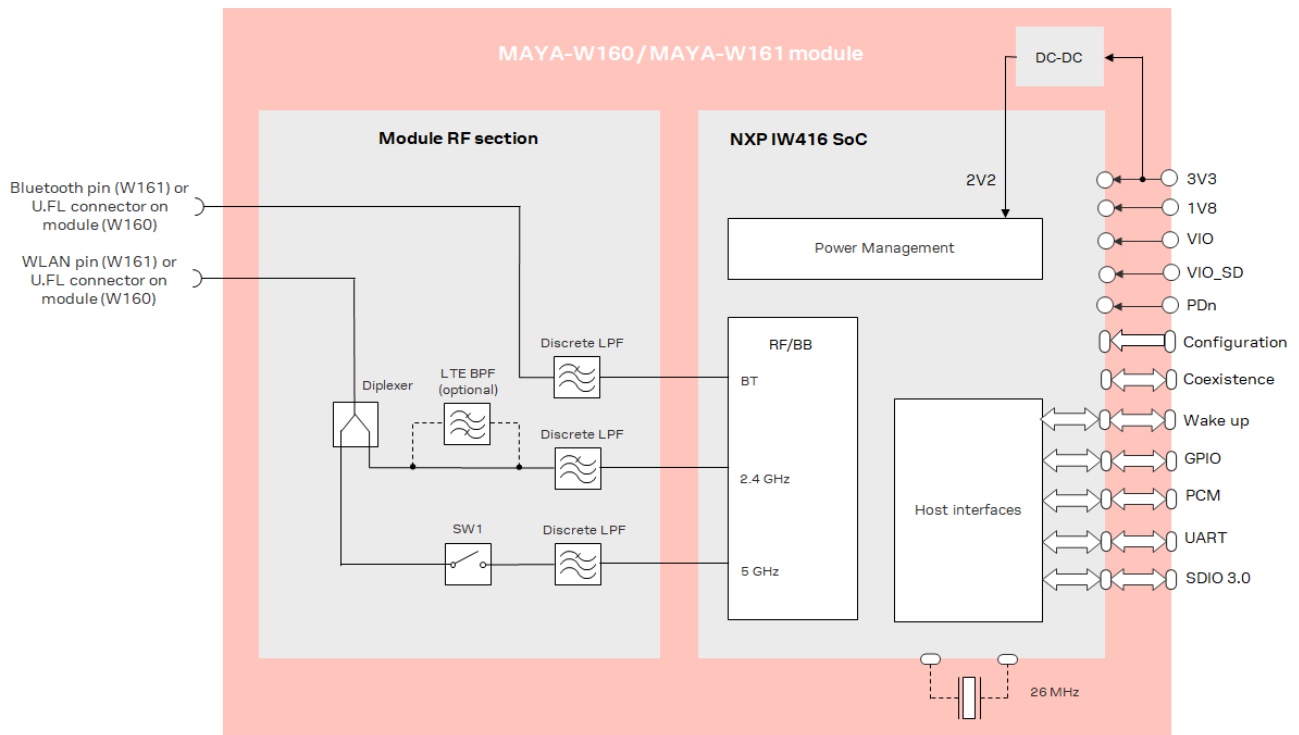 MAYA-W160 / MAYA-W161 module
DC-DC
Module RF section
NXP IW416 SoC
2V2
3V3
1V8
VIO
VIO_SD
PDn
Configuration
Coexistence
Wake up
GPIO
PCM
UART
SDIO 3.0
Bluetooth pin (W161) or
U.FL connector on
module (W160)
WLAN pin (W161) or
U.FL connector on
module (W160)
Power Management
Discrete LPF
RF/BB
LTE BPF
(optional)
Diplexer
BT
Discrete LPF
2.4 GHz
SW1
Discrete LPF
5 GHz
Host interfaces
26 MHz